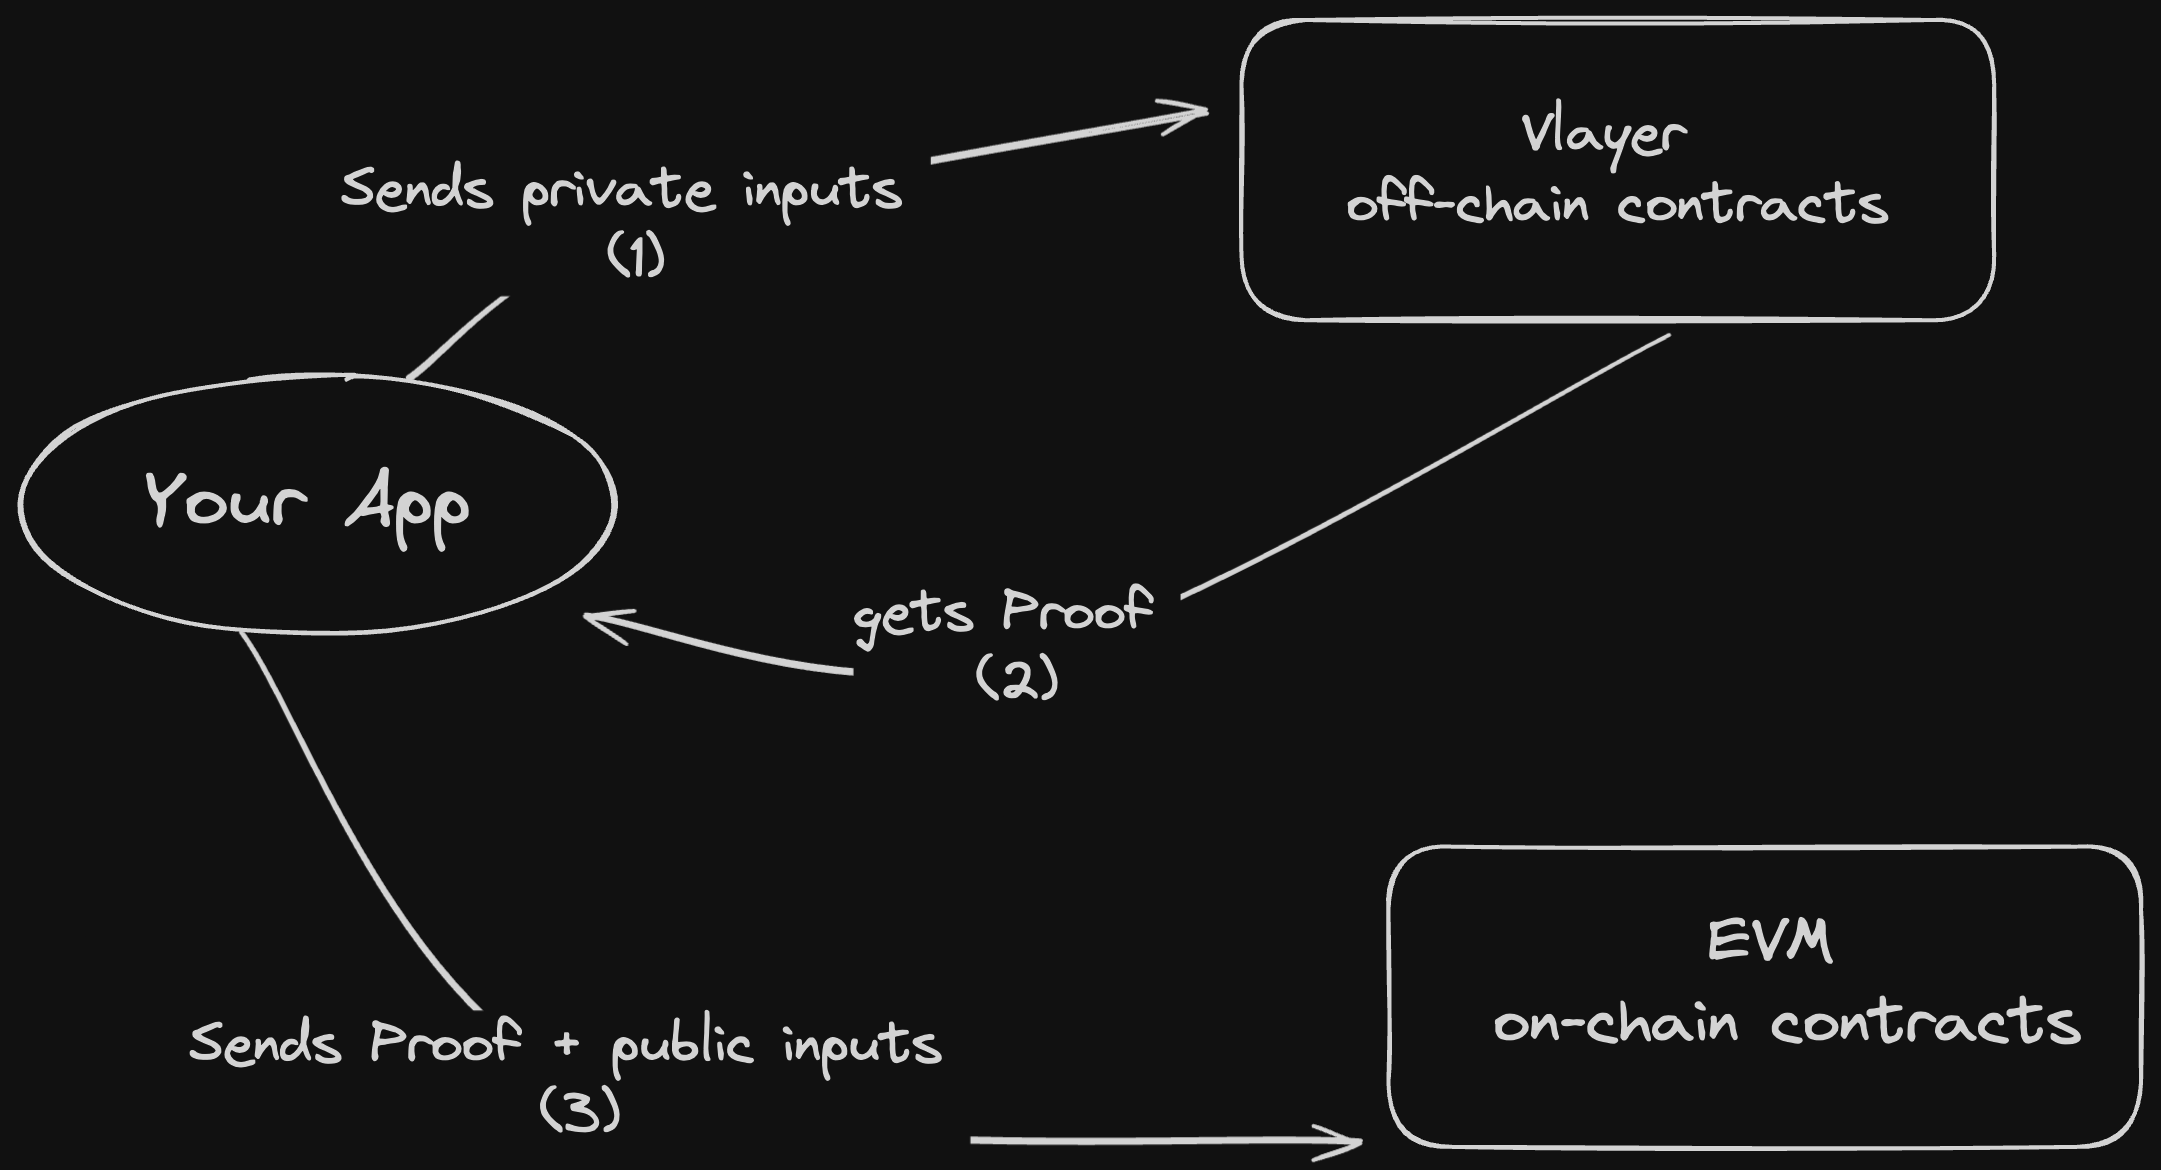 Vlayer
off-chain contracts
Sends private inputs
(1)
Your App
gets Proof
(2)
EVM
on-chain contracts
Sends Proof + public inputs
(3)